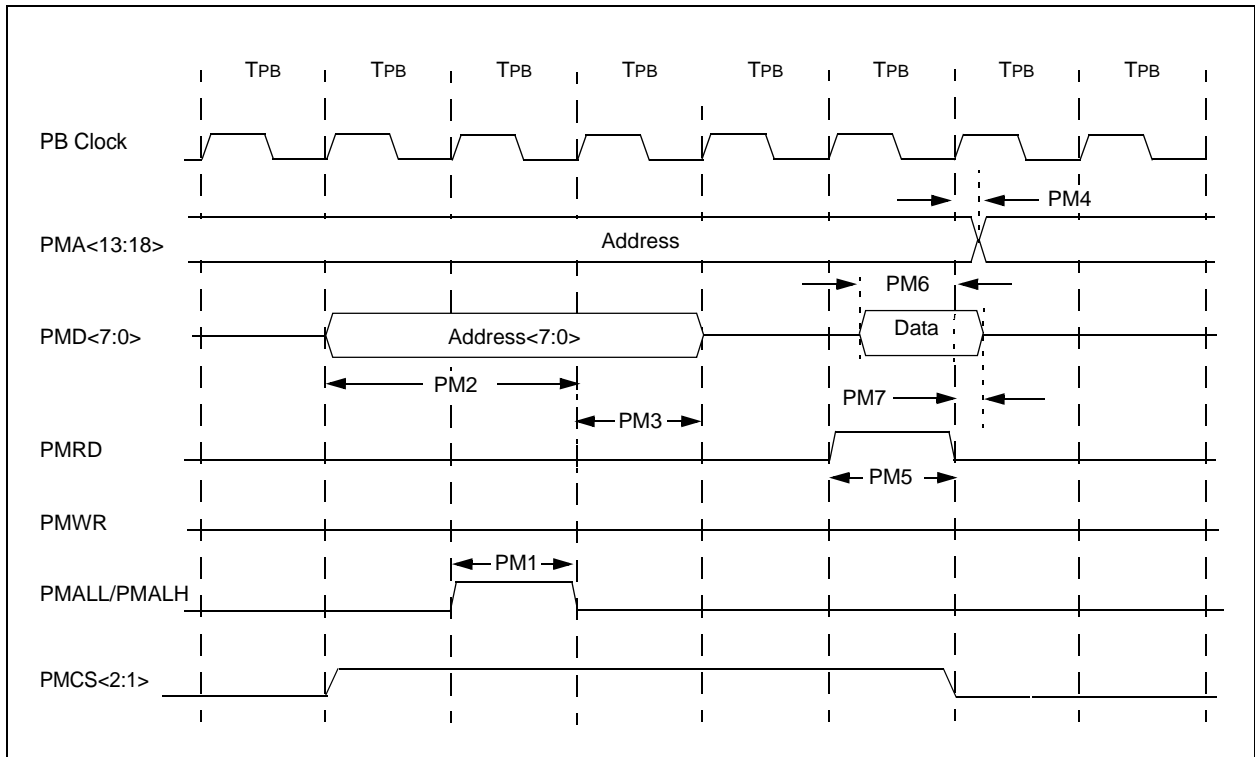 TPB TPB TPB TPB TPB TPB TPB TPB
PB Clock
PM4
PMA<13:18>
Address
PM6
PMD<7:0>
Address<7:0>
Data
PM2
PM7
PM3
PMRD
PM5
PMWR
PM1
PMALL/PMALH
PMCS<2:1>